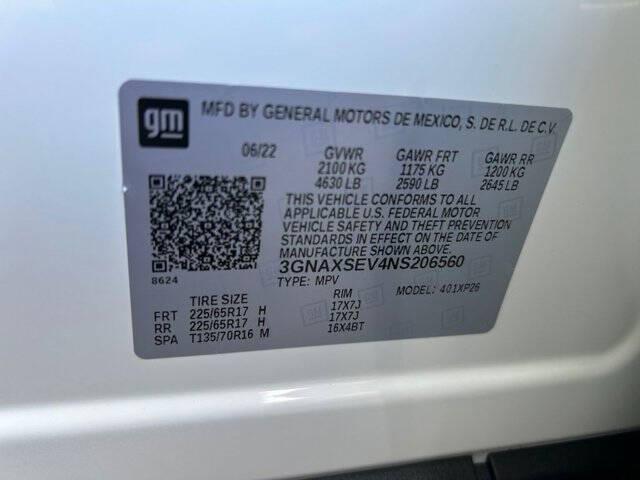 gm
MFD BY GENERAL MOTORS DE MEXICO, S. DE R.L. DE C.V.
06/22 GVWR GAWR FRT GAWR RR
2100 KG 1175 KG 1200 KG
4630 LB 2590 LB 2645 LB
THIS VEHICLE CONFORMS TO ALL
APPLICABLE U.S. FEDERAL MOTOR
VEHICLE SAFETY AND THEFT PREVENTION
STANDARDS IN EFFECT ON THE DATE OF
MANUFACTURE SHOWN ABOVE.
3GNAXSEV4NS206560
8624
TYPE: MPV MODEL: 401XP26
TIRE SIZE RIM
FRT 225/65R17 H 17X7J
RR 225/65R17 H 17X7J
SPA T135/70R16 M 16X4BT